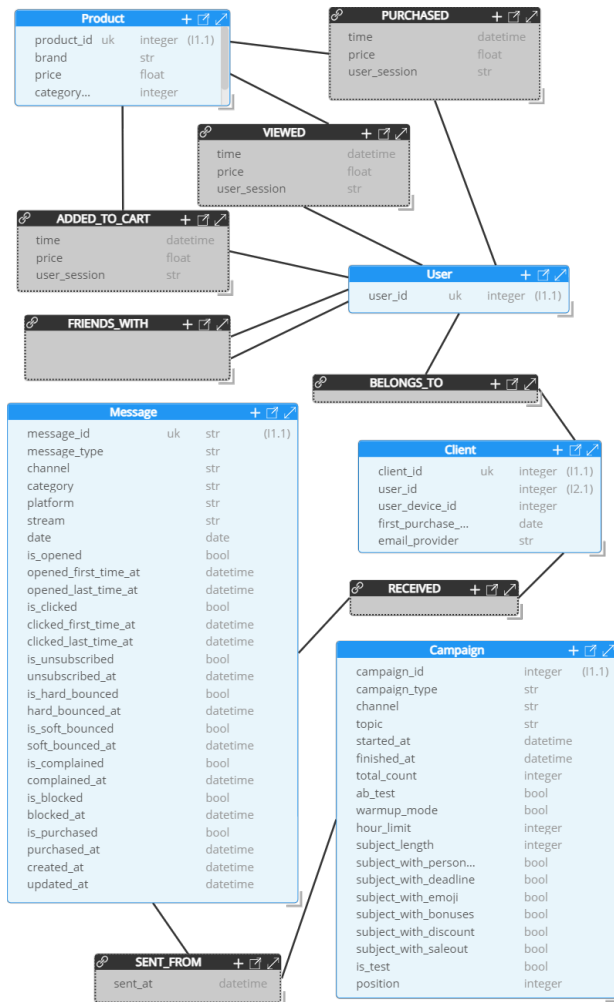 Product
product_id uk integer (I1.1)
brand str
price float
category... integer
PURCHASED
time datetime
price float
user_session str
VIEWED
time datetime
price float
user_session str
ADDED_TO_CART
time datetime
price float
user_session str
User
user_id uk integer (I1.1)
FRIENDS_WITH
BELONGS_TO
Message
message_id uk str (I1.1)
message_type str
channel str
category str
platform str
stream str
date date
is_opened bool
opened_first_time_at datetime
opened_last_time_at datetime
is_clicked bool
clicked_first_time_at datetime
clicked_last_time_at datetime
is_unsubscribed bool
unsubscribed_at datetime
is_hard_bounced bool
hard_bounced_at datetime
is_soft_bounced bool
soft_bounced_at datetime
is_complained bool
complained_at datetime
is_blocked bool
blocked_at datetime
is_purchased bool
purchased_at datetime
created_at datetime
updated_at datetime
Client
client_id uk integer (I1.1)
user_id integer (I2.1)
user_device_id integer
first_purchase_... date
email_provider str
RECEIVED
Campaign
campaign_id integer (I1.1)
campaign_type str
channel str
topic str
started_at datetime
finished_at datetime
total_count integer
ab_test bool
warmup_mode bool
hour_limit integer
subject_length integer
subject_with_person... bool
subject_with_deadline bool
subject_with_emoji bool
subject_with_bonuses bool
subject_with_discount bool
subject_with_saleout bool
is_test bool
position integer
SENT_FROM
sent_at datetime